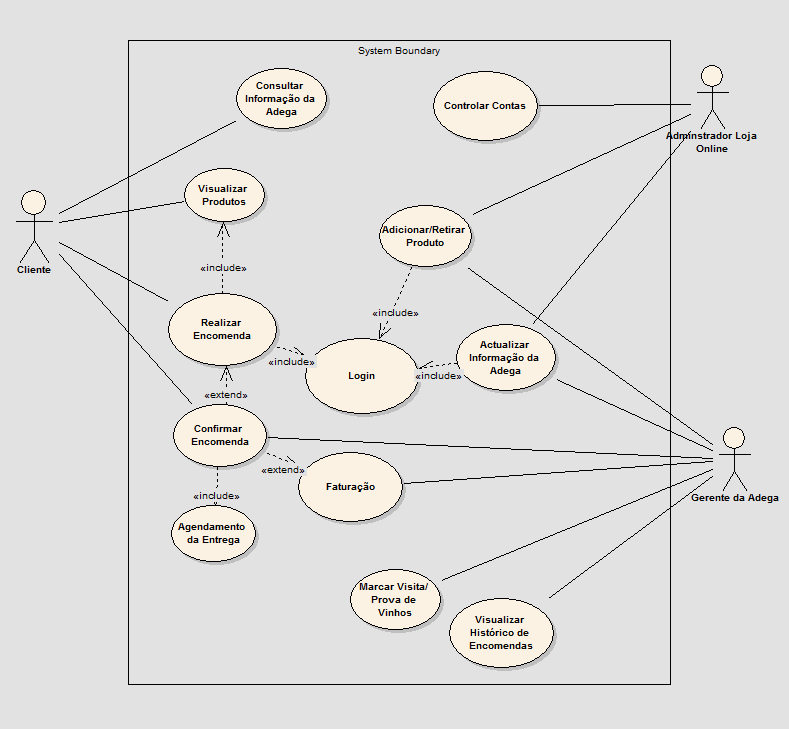 System Boundary
Consultar
Informação da
Adega
Controlar Contas
Adminstrador Loja
Online
Visualizar
Produtos
Adicionar/Retirar
Produto
Cliente
«include»
«include»
Realizar
Encomenda
«include»
Login
«include»
Actualizar
Informação da
Adega
«extend»
Confirmar
Encomenda
«extend»
Faturação
Gerente da Adega
«include»
Agendamento
da Entrega
Marcar Visita/
Prova de
Vinhos
Visualizar
Histórico de
Encomendas